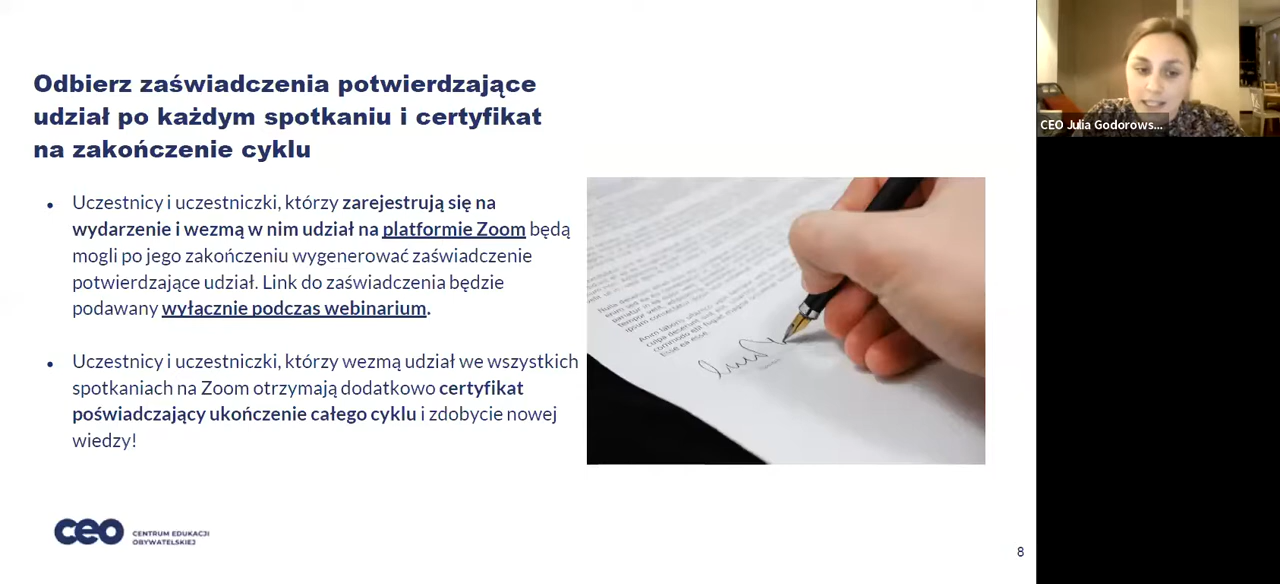 Odbierz zaświadczenia potwierdzające
udział po każdym spotkaniu i certyfikat
na zakończenie cyklu
• Uczestnicy i uczestniczki, którzy zarejestrują się na
wydarzenie i wezmą w nim udział na platformie Zoom będą
mogli po jego zakończeniu wygenerować zaświadczenie
potwierdzające udział. Link do zaświadczenia będzie
podawany wyłącznie podczas webinarium.
• Uczestnicy i uczestniczki, którzy wezmą udział we wszystkich
spotkaniach na Zoom otrzymają dodatkowo certyfikat
poświadczający ukończenie całego cyklu i zdobycie nowej
wiedzy!
ceo CENTRUM EDUKACJI
OBYWATELSKIEJ
8
CEO Julia Godorows...